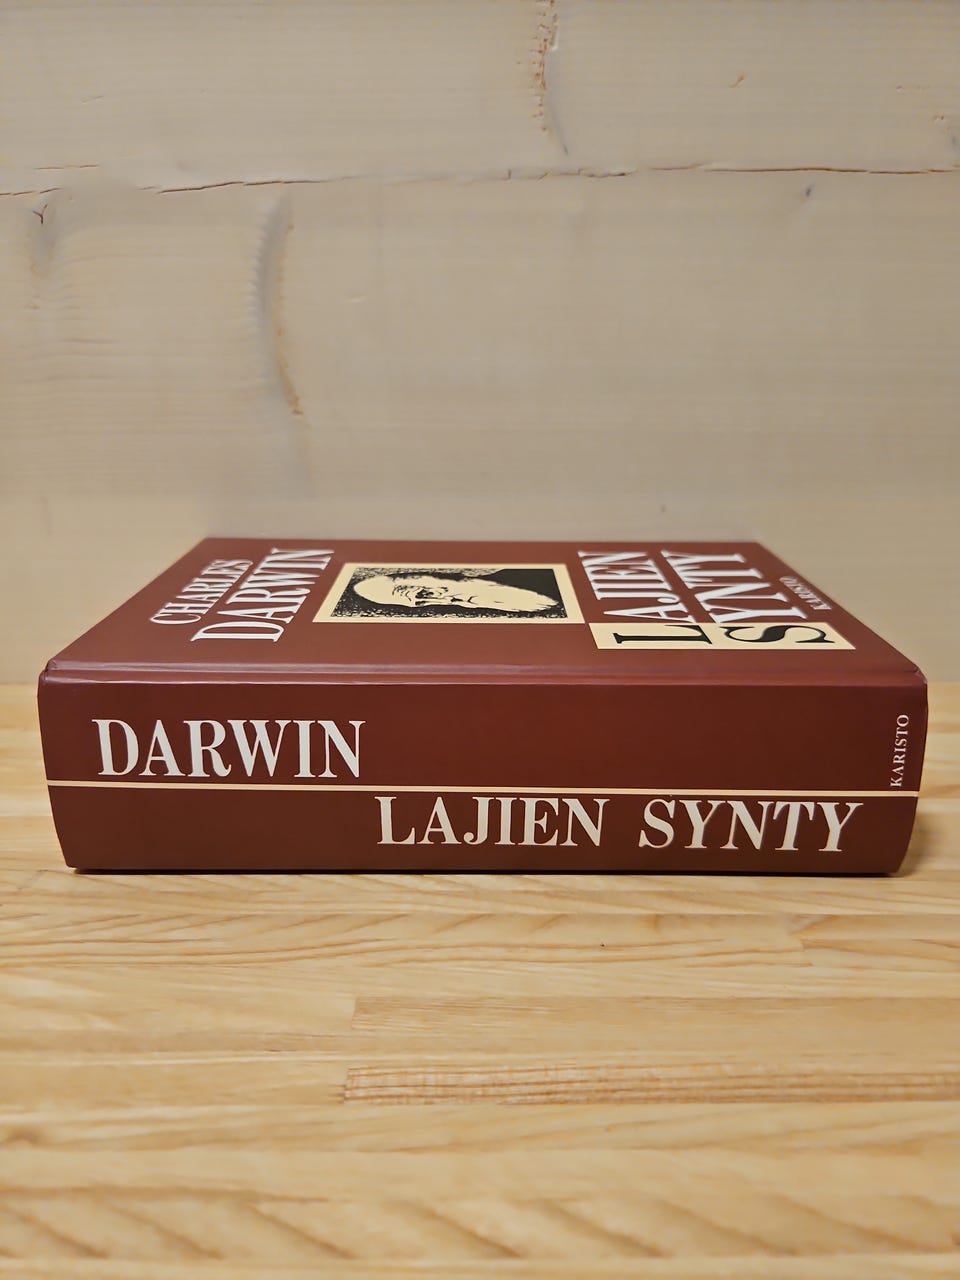 CHARLES
DARWIN
LAJIEN
SYNTY
KARISTO
DARWIN
LAJIEN SYNTY
KARISTO